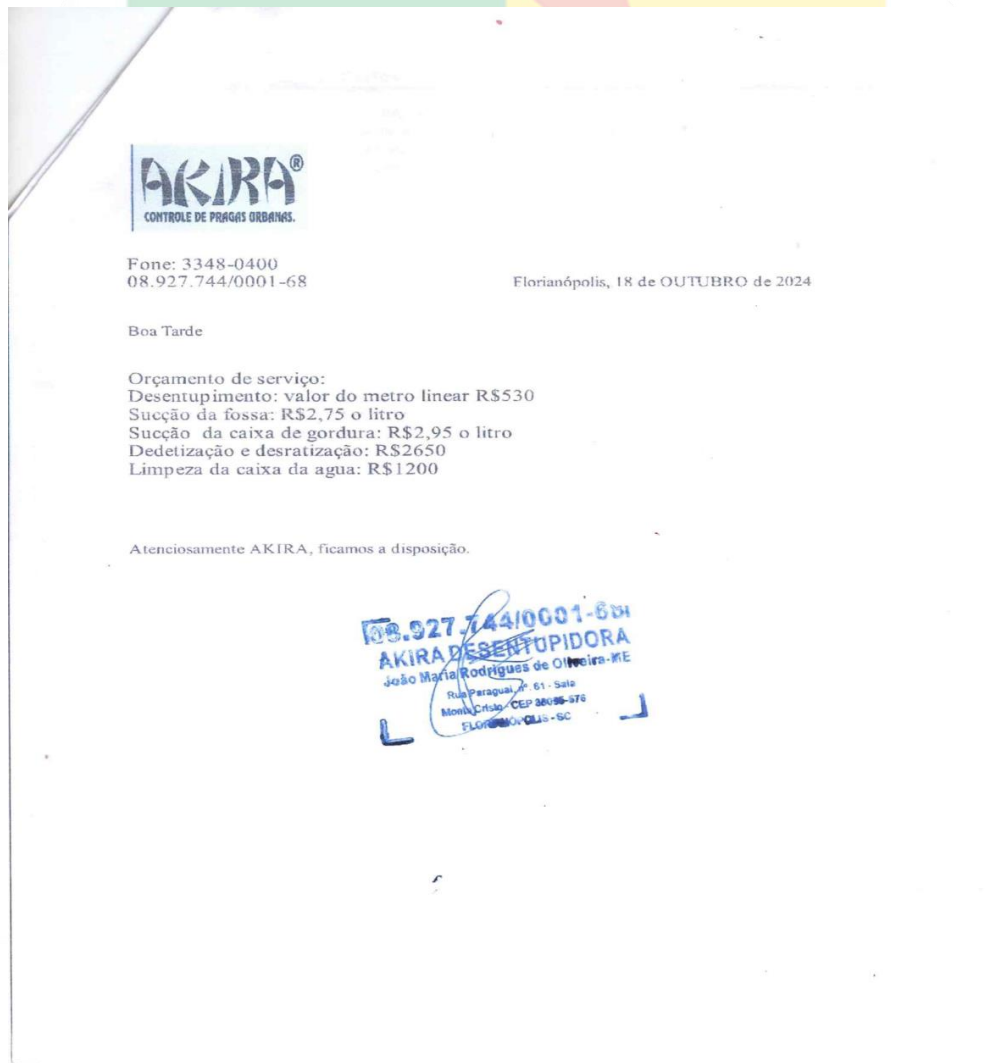 AKIRA®
CONTROLE DE PRAGAS URBANAS.
Fone: 3348-0400
08.927.744/0001-68
Florianópolis, 18 de OUTUBRO de 2024
Boa Tarde
Orçamento de serviço:
Desentupimento: valor do metro linear R$530
Sucção da fossa: R$2,75 o litro
Sucção da caixa de gordura: R$2,95 o litro
Dedetização e desratização: R$2650
Limpeza da caixa da agua: R$1200
Atenciosamente AKIRA, ficamos a disposição.
08.927.744/0001-68
AKIRA DESENTUPIDORA
João Maria Rodrigues de Oliveira-ME
Rua Paraguai, nº. 61 - Sala
Monte Cristo - CEP
FLORIANÓPOLIS - SC